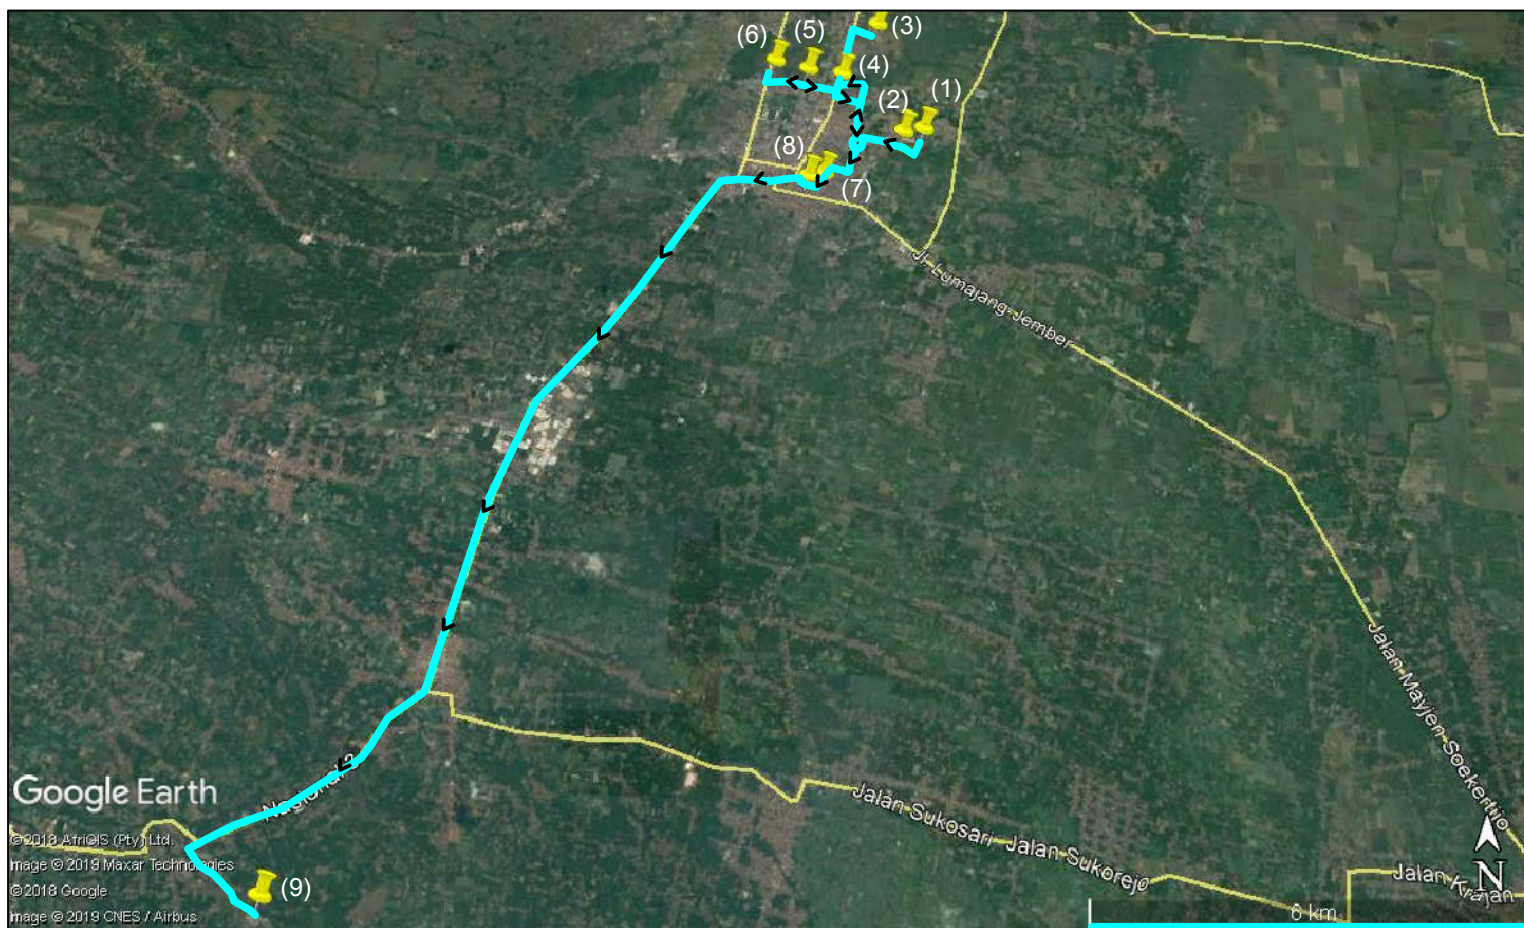 (3)
(6)
(5)
(4)
(2)
(1)
(8)
(7)
Jl. Lumajang-Jember
Jalan Mayjen Soekertiio
Jalan Sukosari
Jalan Sukorejo
Jalan Krajan
Google Earth
© 2018 AfriGIS (Pty) Ltd.
Image © 2019 Maxar Technologies
© 2018 Google
Image © 2019 CNES / Airbus
(9)
N
6 km